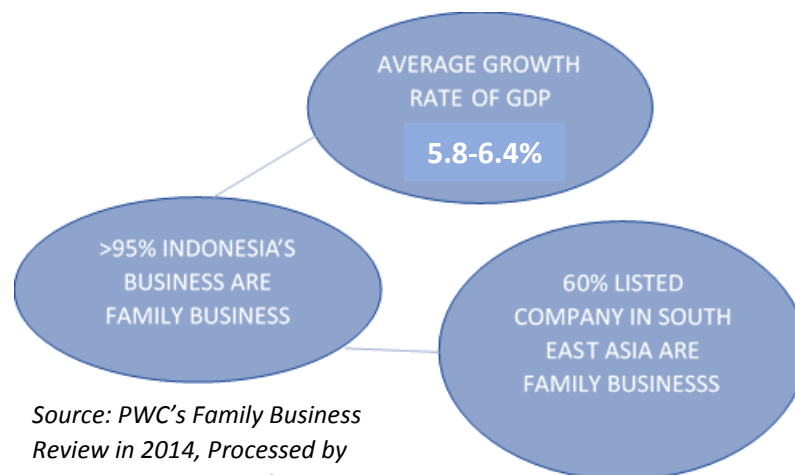 AVERAGE GROWTH
RATE OF GDP
5.8-6.4%
>95% INDONESIA'S
BUSINESS ARE
FAMILY BUSINESS
60% LISTED
COMPANY IN SOUTH
EAST ASIA ARE
FAMILY BUSINESSS
Source: PWC's Family Business
Review in 2014, Processed by